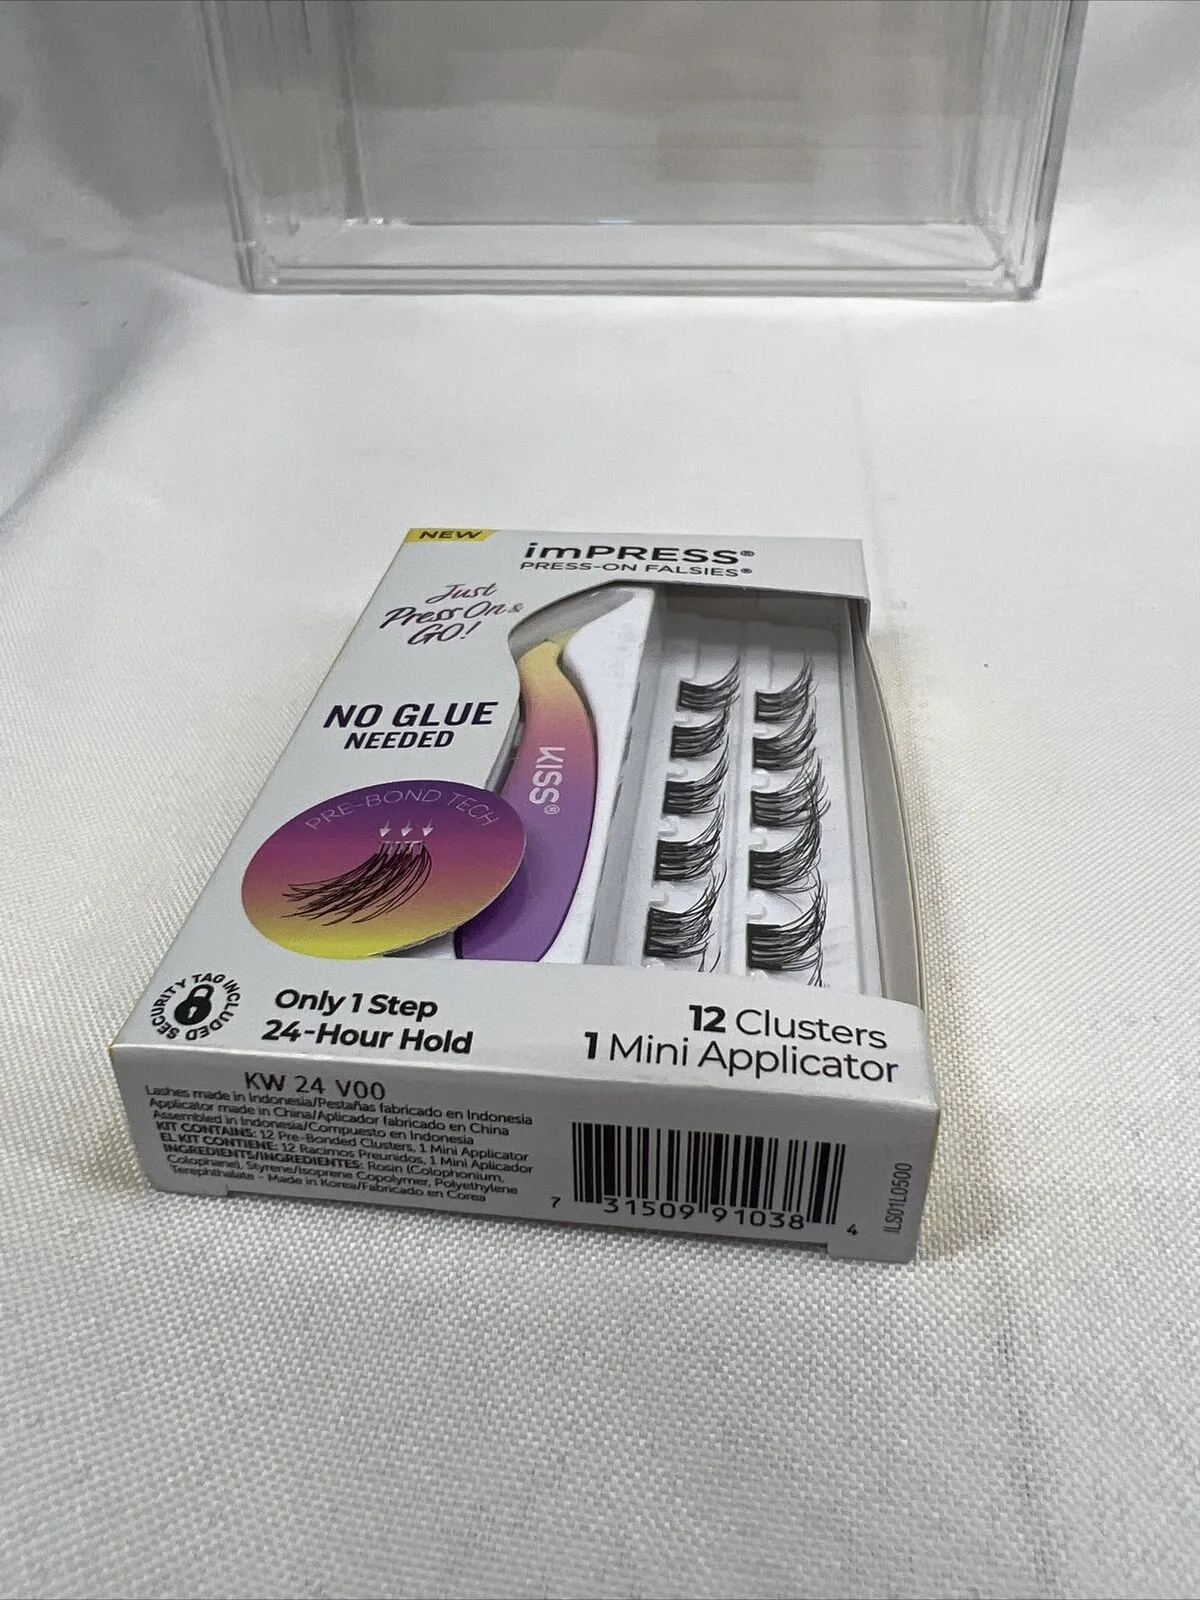 NEW
imPRESS®
PRESS-ON FALSIES®
Just
Press On &
GO!
NO GLUE
NEEDED
KISS®
PRE-BOND TECH
SECURITY TAG INCLUDED
Only 1 Step
24-Hour Hold
12 Clusters
1 Mini Applicator
KW 24 V00
Lashes made in Indonesia/Pestañas fabricado en Indonesia
Applicator made in China/Aplicador fabricado en China
Assembled in Indonesia/Compuesto en Indonesia
KIT CONTAINS: 12 Pre-Bonded Clusters, 1 Mini Applicator
EL KIT CONTIENE: 12 Racimos Preunidos, 1 Mini Aplicador
INGREDIENTS/INGREDIENTES: Rosin (Colophonium,
Colophane), Styrene/Isoprene Copolymer, Polyethylene
Terephthalate - Made in Korea/Fabricado en Corea
7 31509 91038 4
ILS01L0500